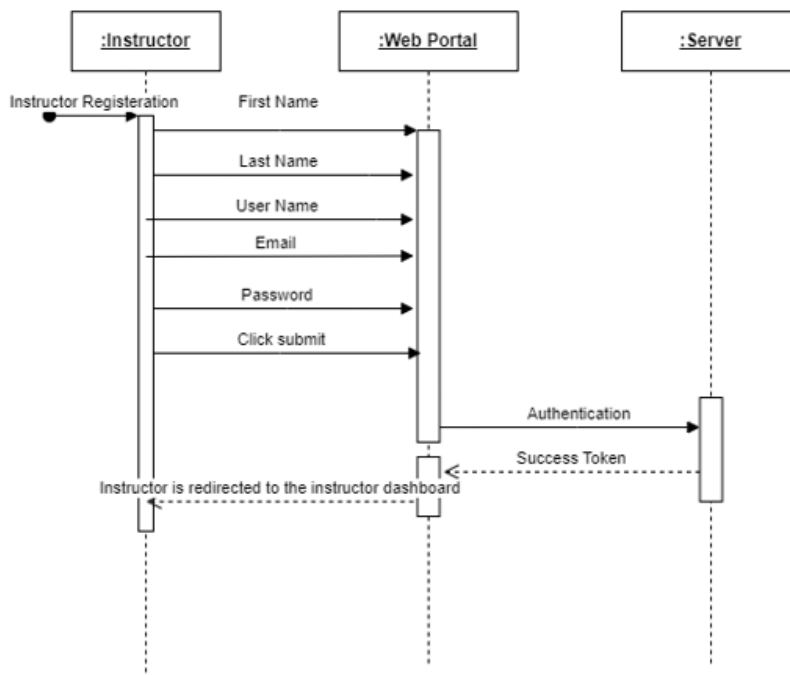 :Instructor
:Web Portal
:Server
Instructor Registeration
First Name
Last Name
User Name
Email
Password
Click submit
Authentication
Success Token
Instructor is redirected to the instructor dashboard